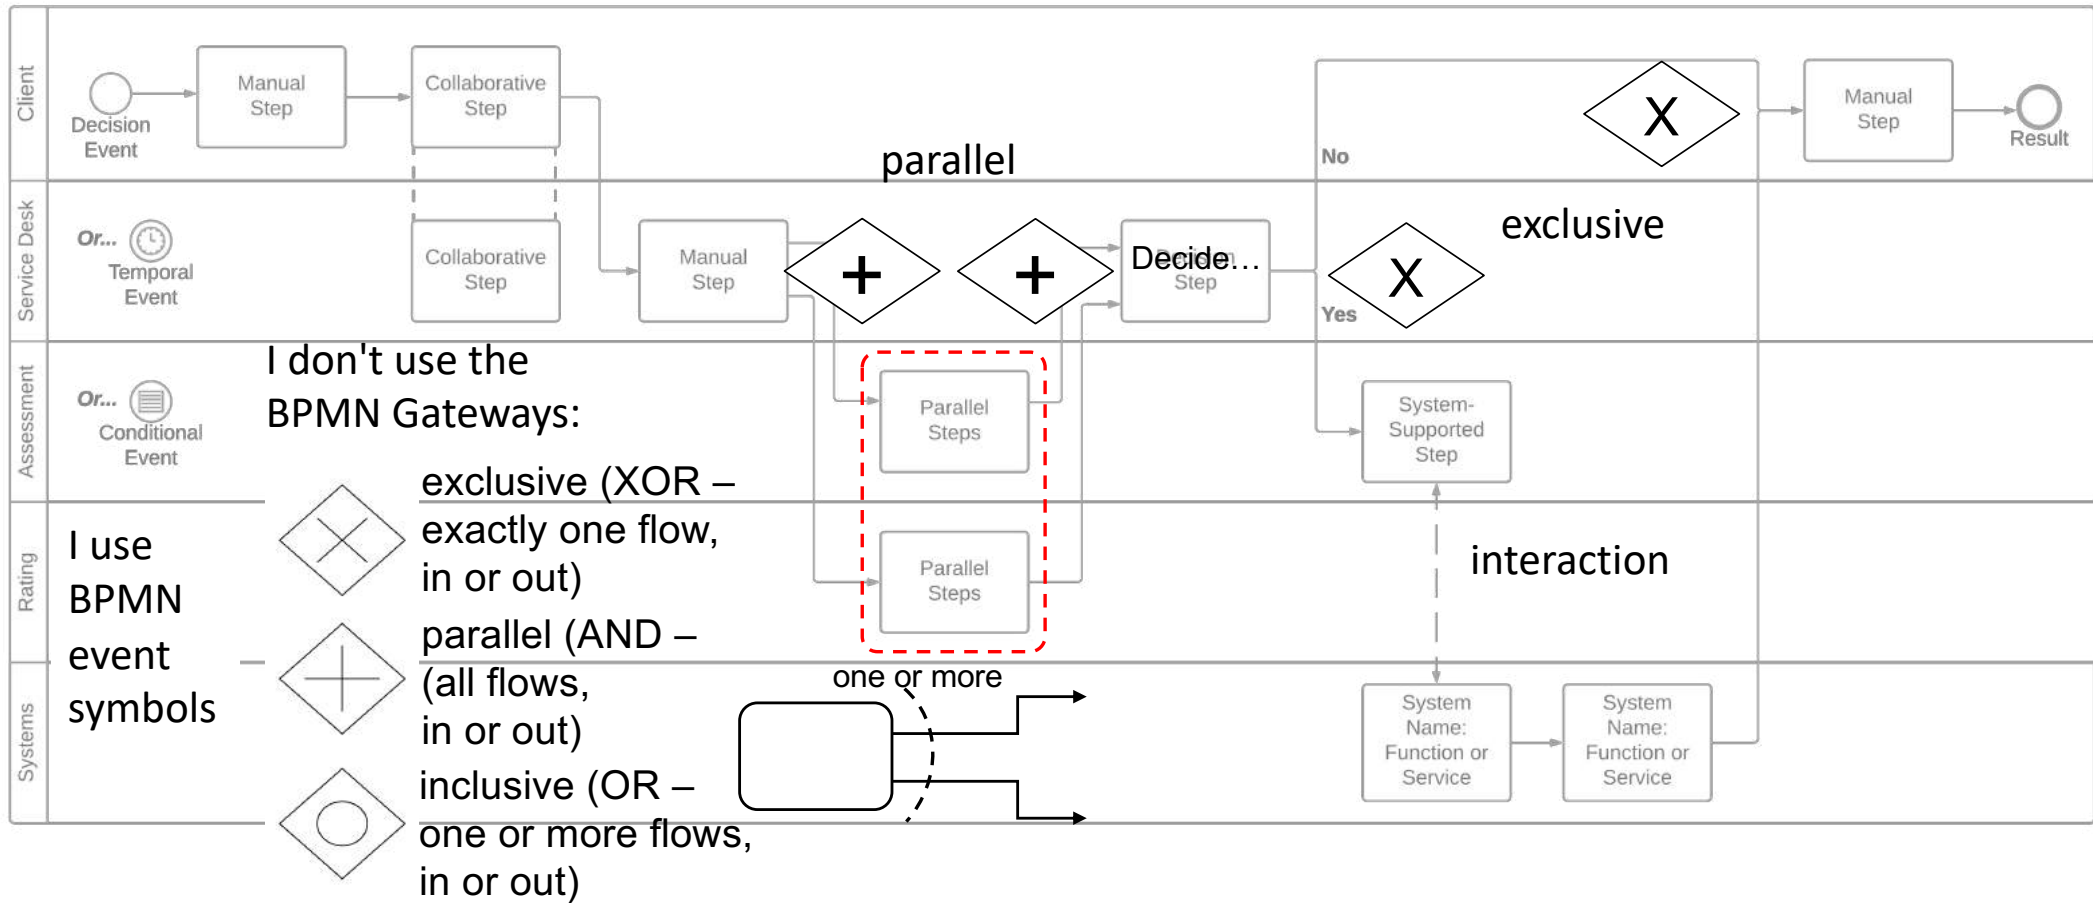 Client
Decision
Event
Manual
Step
Collaborative
Step
parallel
No
X
Manual
Step
Result
Service Desk
Or...
Temporal
Event
Collaborative
Step
Manual
Step
+
+
Decide…
Decision
Step
exclusive
X
Yes
Assessment
Or...
Conditional
Event
I don't use the
BPMN Gateways:
Parallel
Steps
System-
Supported
Step
exclusive (XOR –
exactly one flow,
in or out)
Rating
I use
BPMN
event
symbols
Parallel
Steps
interaction
parallel (AND –
(all flows,
in or out)
Systems
one or more
System
Name:
Function or
Service
System
Name:
Function or
Service
inclusive (OR –
one or more flows,
in or out)